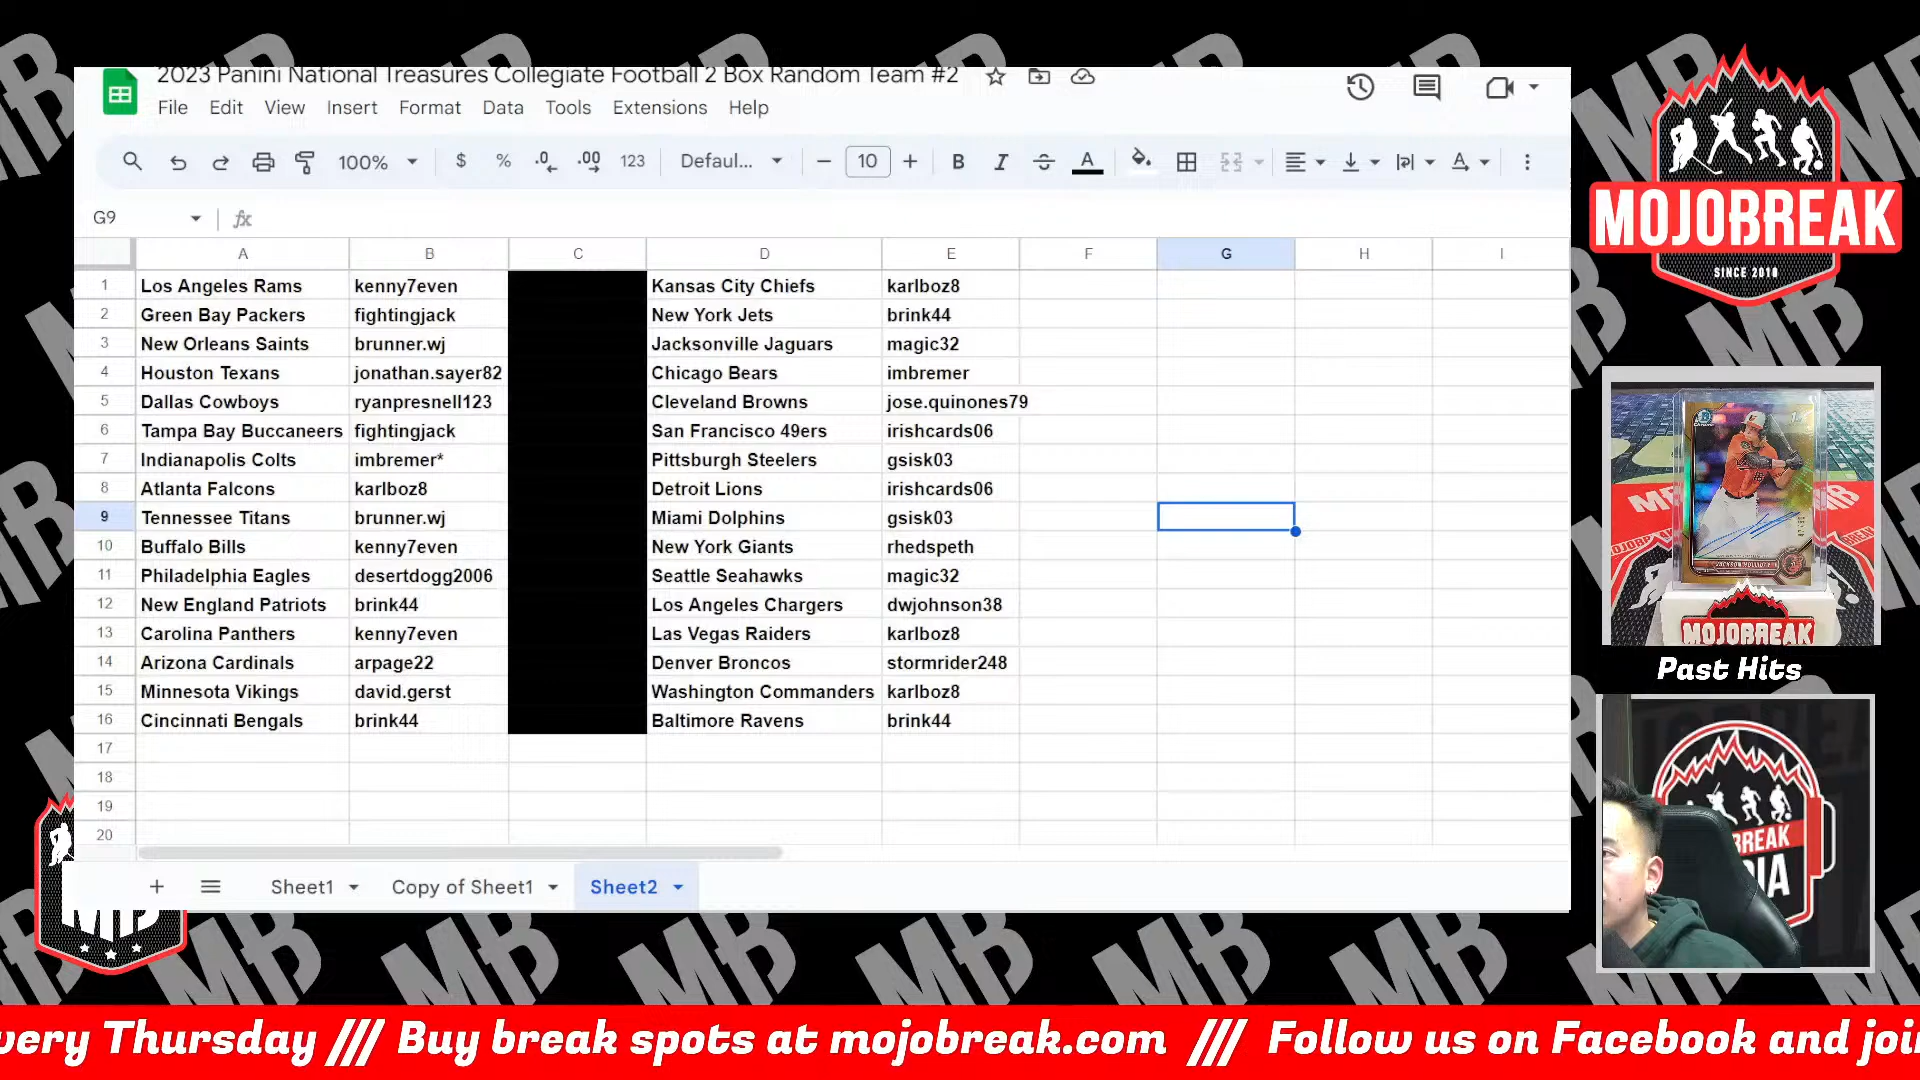 2023 Panini National Treasures Collegiate Football 2 Box Random Team #2
File Edit View Insert Format Data Tools Extensions Help
100% $ % .0 .00 123 Defaul... − 10 + B I A
G9 fx
A B C D E F G H I
1 Los Angeles Rams kenny7even Kansas City Chiefs karlboz8
2 Green Bay Packers fightingjack New York Jets brink44
3 New Orleans Saints brunner.wj Jacksonville Jaguars magic32
4 Houston Texans jonathan.sayer82 Chicago Bears imbremer
5 Dallas Cowboys ryanpresnell123 Cleveland Browns jose.quinones79
6 Tampa Bay Buccaneers fightingjack San Francisco 49ers irishcards06
7 Indianapolis Colts imbremer* Pittsburgh Steelers gsisk03
8 Atlanta Falcons karlboz8 Detroit Lions irishcards06
9 Tennessee Titans brunner.wj Miami Dolphins gsisk03
10 Buffalo Bills kenny7even New York Giants rhedspeth
11 Philadelphia Eagles desertdogg2006 Seattle Seahawks magic32
12 New England Patriots brink44 Los Angeles Chargers dwjohnson38
13 Carolina Panthers kenny7even Las Vegas Raiders karlboz8
14 Arizona Cardinals arpage22 Denver Broncos stormrider248
15 Minnesota Vikings david.gerst Washington Commanders karlboz8
16 Cincinnati Bengals brink44 Baltimore Ravens brink44
17
18
19
20
+ Sheet1 Copy of Sheet1 Sheet2
MOJOBREAK
SINCE 2010
MOJOBREAK
Past Hits
MB
very Thursday /// Buy break spots at mojobreak.com /// Follow us on Facebook and joi